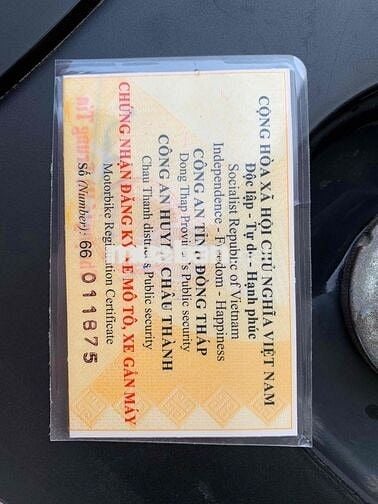 CỘNG HÒA XÃ HỘI CHỦ NGHĨA VIỆT NAM
Độc lập - Tự do - Hạnh phúc
Socialist Republic of Vietnam
Independence - Freedom - Happiness
CÔNG AN TỈNH ĐỒNG THÁP
Dong Thap Province's Public security
CÔNG AN HUYỆN CHÂU THÀNH
Chau Thanh district's Public security
CHỨNG NHẬN ĐĂNG KÝ XE MÔ TÔ, XE GẮN MÁY
Motorbike Registration Certificate
Số (Number): 66 011875